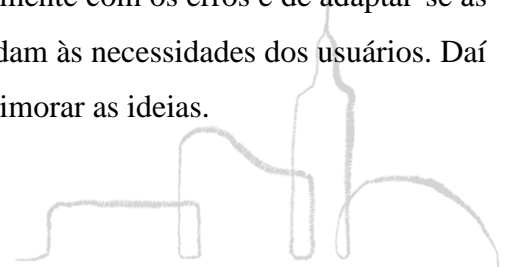 mente com os erros e de adaptar-se às
dam às necessidades dos usuários. Daí
imorar as ideias.